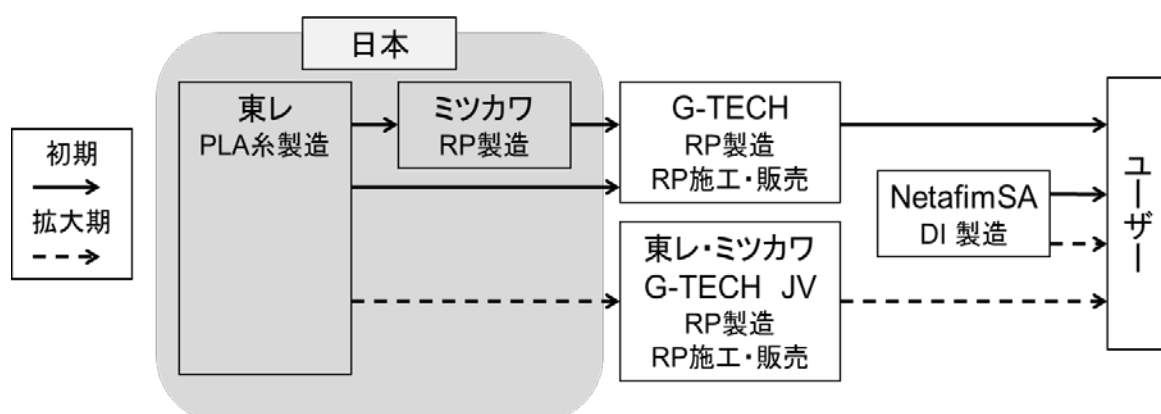 日本
初期
拡大期
東レ
PLA糸製造
ミツカワ
RP製造
G-TECH
RP製造
RP施工・販売
東レ・ミツカワ
G-TECH JV
RP製造
RP施工・販売
NetafimSA
DI 製造
ユーザー